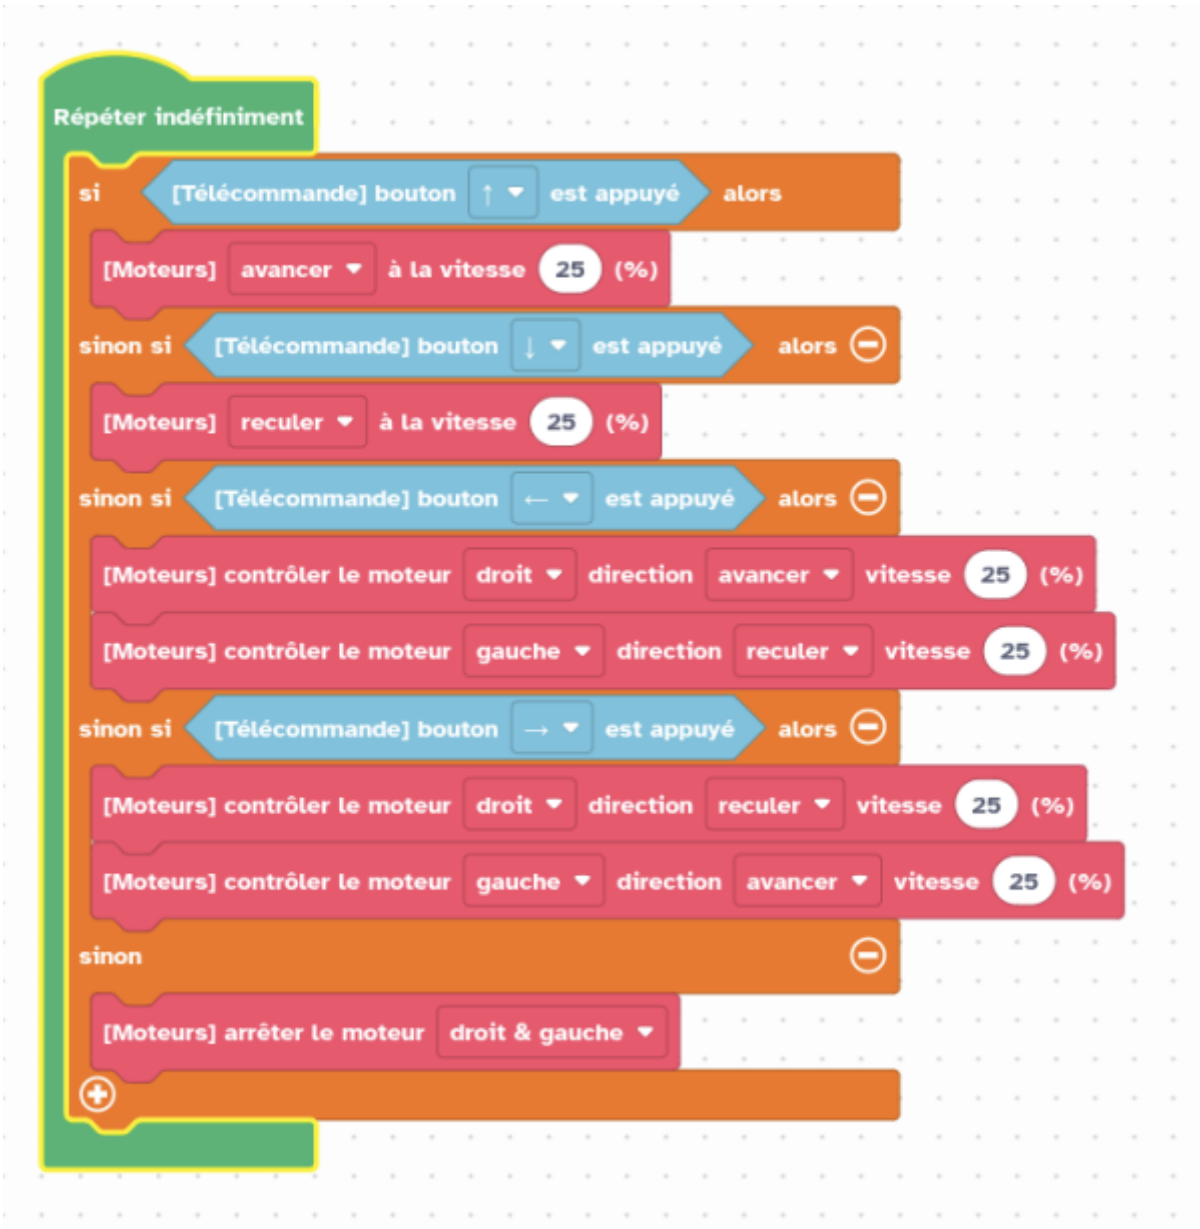 Répéter indéfiniment
si [Télécommande] bouton ↑ est appuyé alors
[Moteurs] avancer à la vitesse 25 (%)
sinon si [Télécommande] bouton ↓ est appuyé alors
[Moteurs] reculer à la vitesse 25 (%)
sinon si [Télécommande] bouton ← est appuyé alors
[Moteurs] contrôler le moteur droit direction avancer vitesse 25 (%)
[Moteurs] contrôler le moteur gauche direction reculer vitesse 25 (%)
sinon si [Télécommande] bouton → est appuyé alors
[Moteurs] contrôler le moteur droit direction reculer vitesse 25 (%)
[Moteurs] contrôler le moteur gauche direction avancer vitesse 25 (%)
sinon
[Moteurs] arrêter le moteur droit & gauche